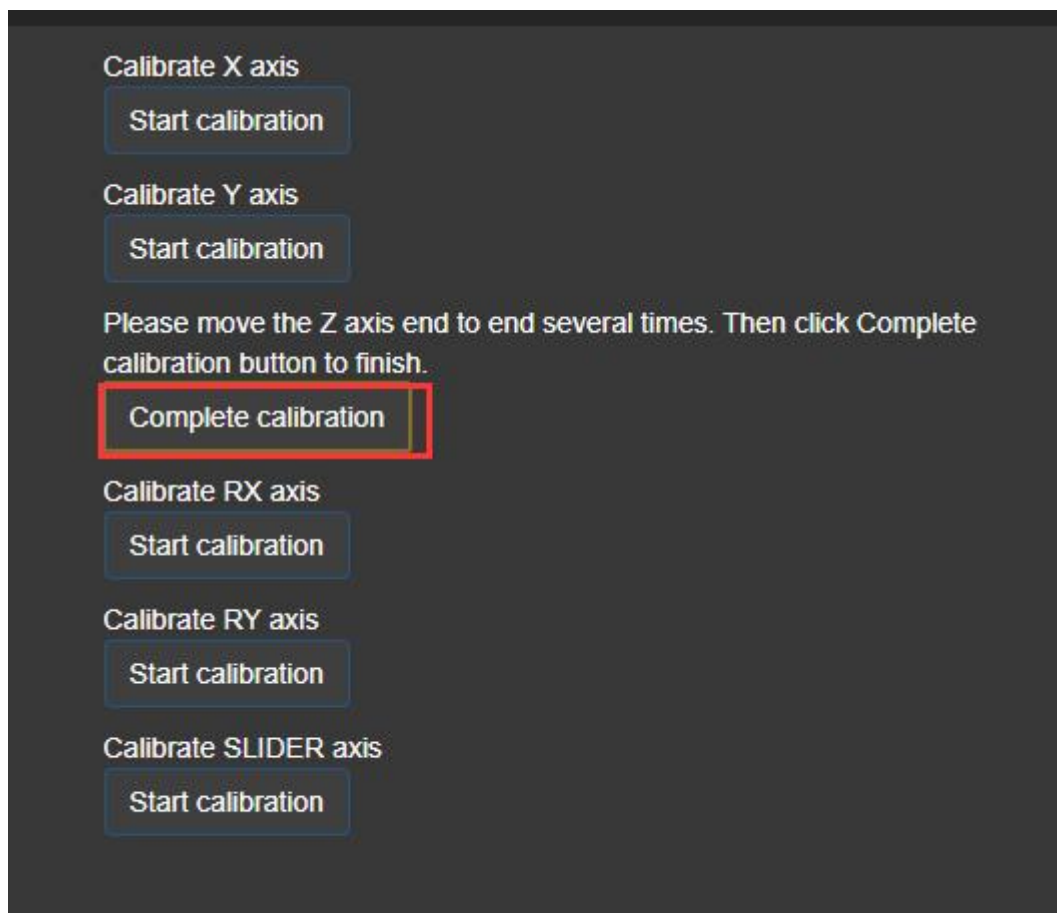 Calibrate X axis
Start calibration
Calibrate Y axis
Start calibration
Please move the Z axis end to end several times. Then click Complete
calibration button to finish.
Complete calibration
Calibrate RX axis
Start calibration
Calibrate RY axis
Start calibration
Calibrate SLIDER axis
Start calibration